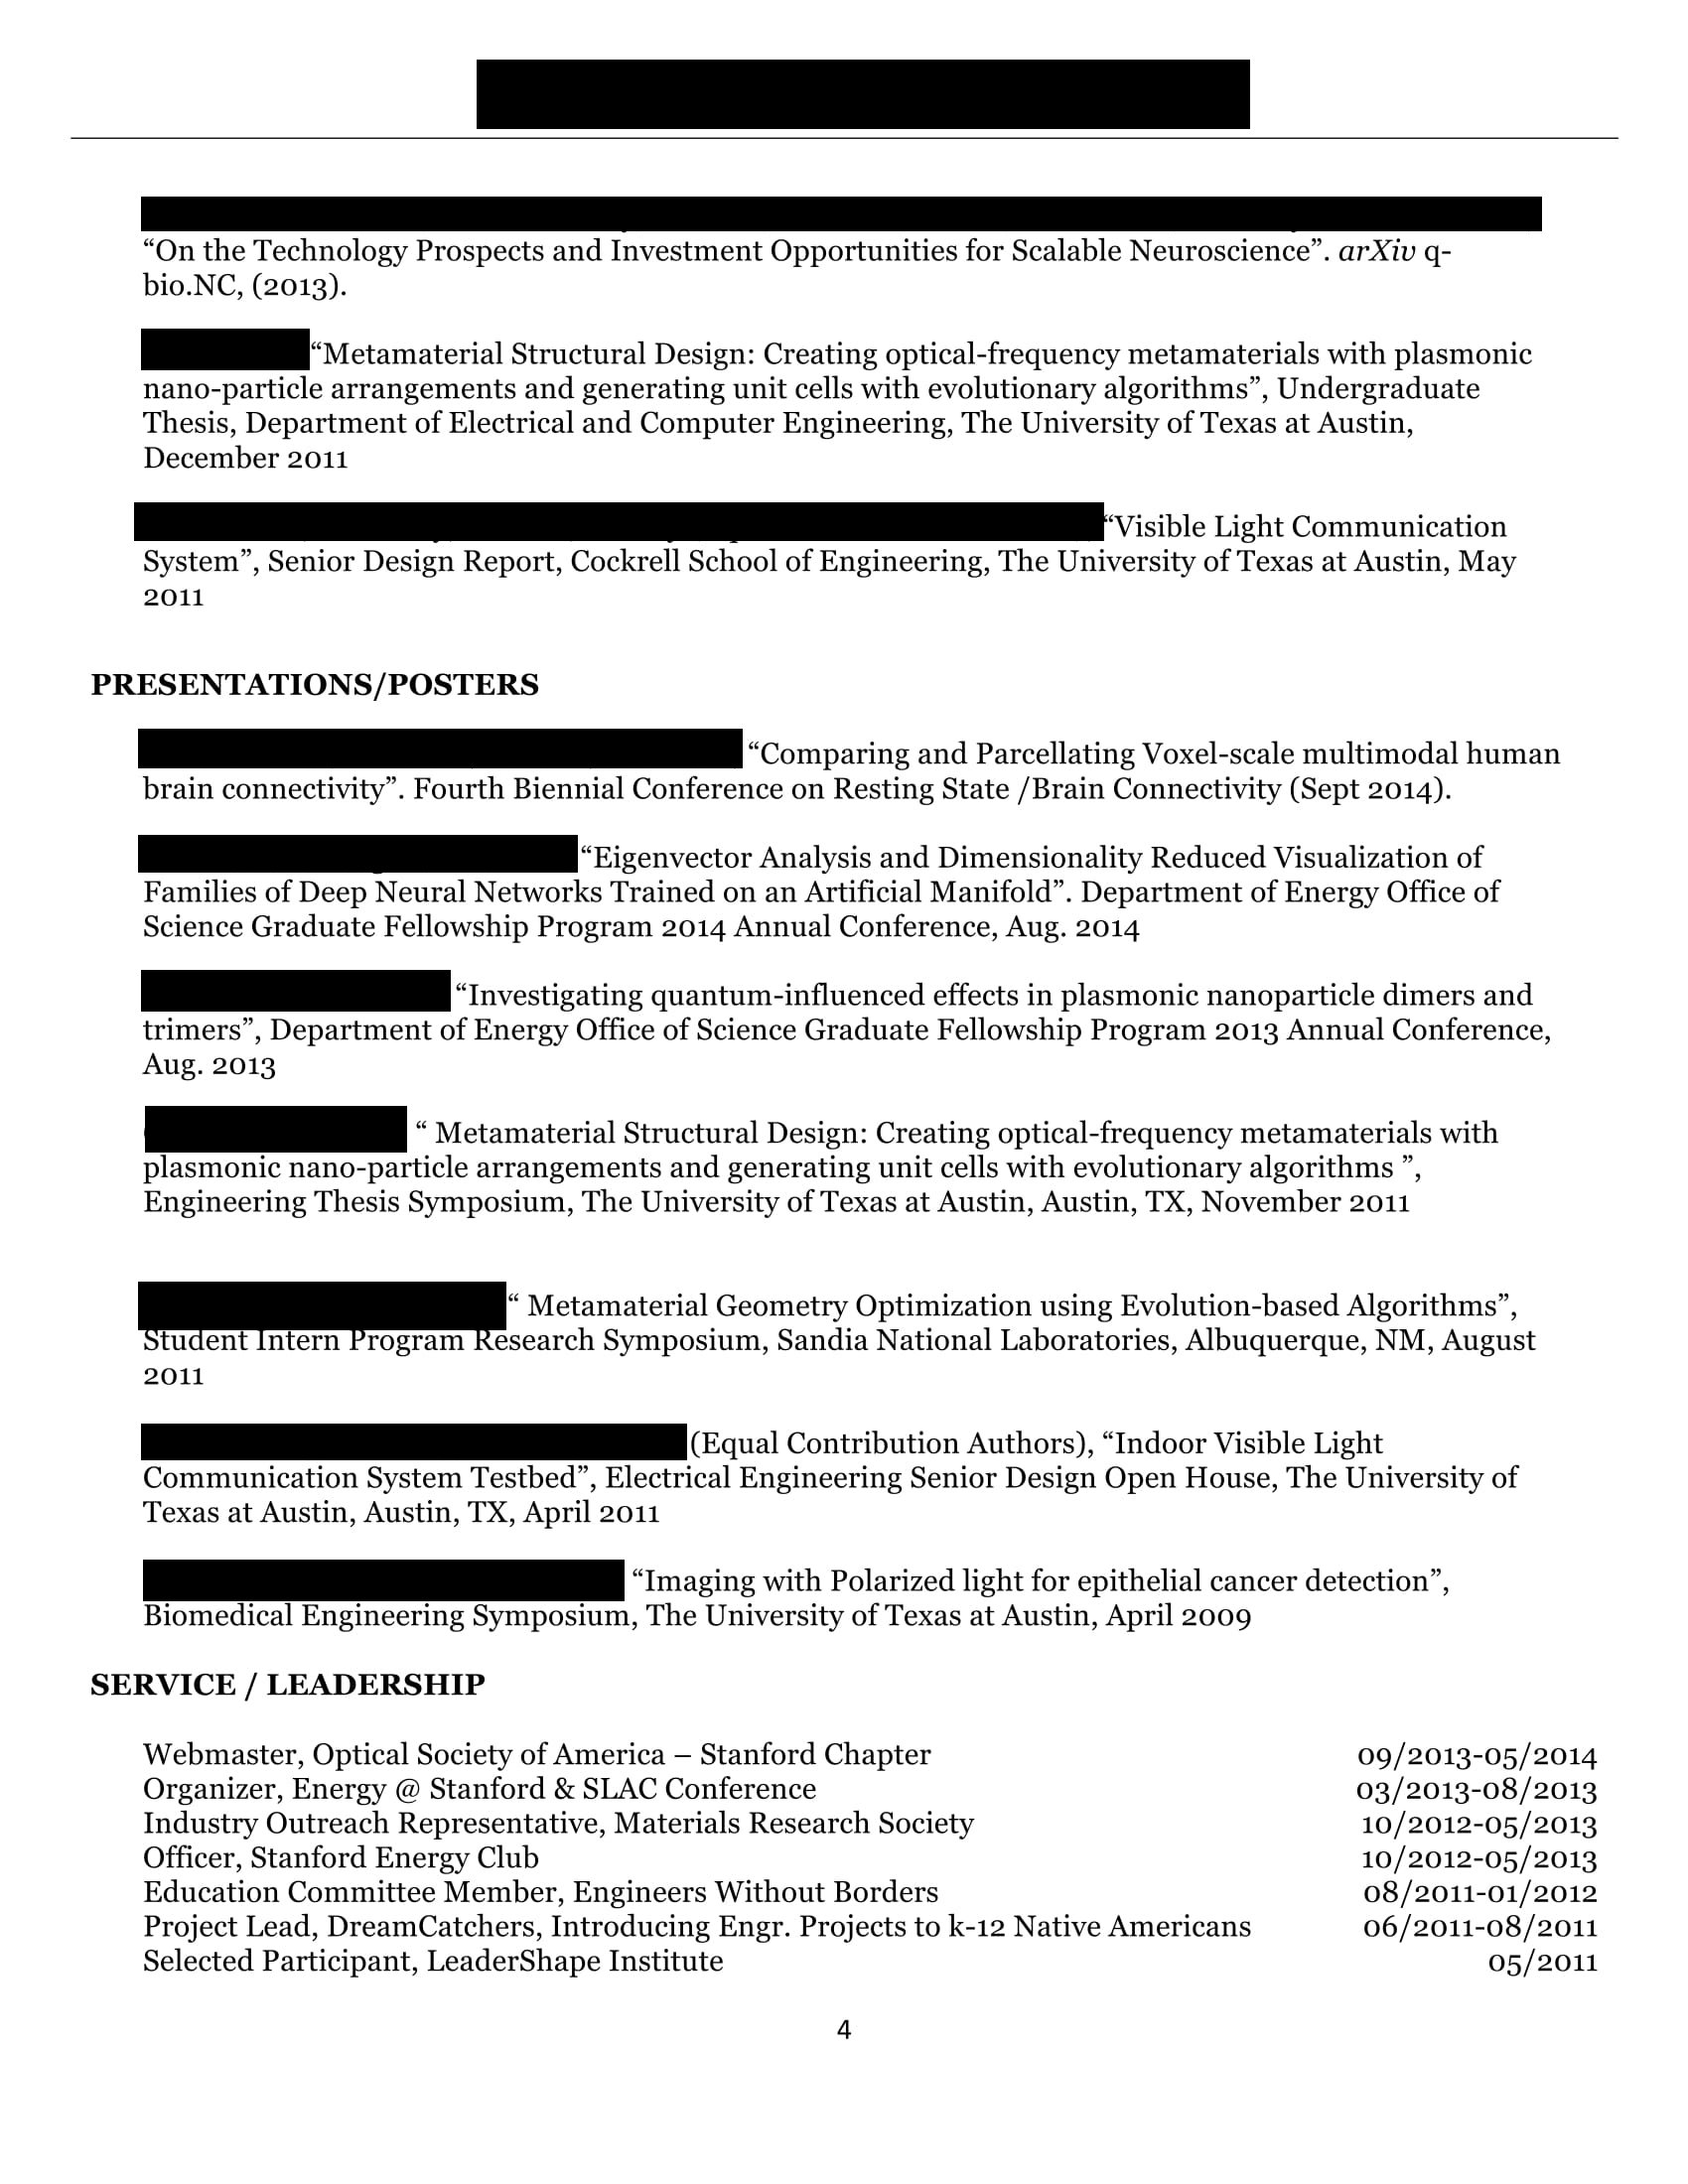 “On the Technology Prospects and Investment Opportunities for Scalable Neuroscience”. arXiv q-
bio.NC, (2013).
“Metamaterial Structural Design: Creating optical-frequency metamaterials with plasmonic
nano-particle arrangements and generating unit cells with evolutionary algorithms”, Undergraduate
Thesis, Department of Electrical and Computer Engineering, The University of Texas at Austin,
December 2011
“Visible Light Communication
System”, Senior Design Report, Cockrell School of Engineering, The University of Texas at Austin, May
2011
PRESENTATIONS/POSTERS
“Comparing and Parcellating Voxel-scale multimodal human
brain connectivity”. Fourth Biennial Conference on Resting State /Brain Connectivity (Sept 2014).
“Eigenvector Analysis and Dimensionality Reduced Visualization of
Families of Deep Neural Networks Trained on an Artificial Manifold”. Department of Energy Office of
Science Graduate Fellowship Program 2014 Annual Conference, Aug. 2014
“Investigating quantum-influenced effects in plasmonic nanoparticle dimers and
trimers”, Department of Energy Office of Science Graduate Fellowship Program 2013 Annual Conference,
Aug. 2013
“ Metamaterial Structural Design: Creating optical-frequency metamaterials with
plasmonic nano-particle arrangements and generating unit cells with evolutionary algorithms ”,
Engineering Thesis Symposium, The University of Texas at Austin, Austin, TX, November 2011
“ Metamaterial Geometry Optimization using Evolution-based Algorithms”,
Student Intern Program Research Symposium, Sandia National Laboratories, Albuquerque, NM, August
2011
(Equal Contribution Authors), “Indoor Visible Light
Communication System Testbed”, Electrical Engineering Senior Design Open House, The University of
Texas at Austin, Austin, TX, April 2011
“Imaging with Polarized light for epithelial cancer detection”,
Biomedical Engineering Symposium, The University of Texas at Austin, April 2009
SERVICE / LEADERSHIP
Webmaster, Optical Society of America – Stanford Chapter 09/2013-05/2014
Organizer, Energy @ Stanford & SLAC Conference 03/2013-08/2013
Industry Outreach Representative, Materials Research Society 10/2012-05/2013
Officer, Stanford Energy Club 10/2012-05/2013
Education Committee Member, Engineers Without Borders 08/2011-01/2012
Project Lead, DreamCatchers, Introducing Engr. Projects to k-12 Native Americans 06/2011-08/2011
Selected Participant, LeaderShape Institute 05/2011
4